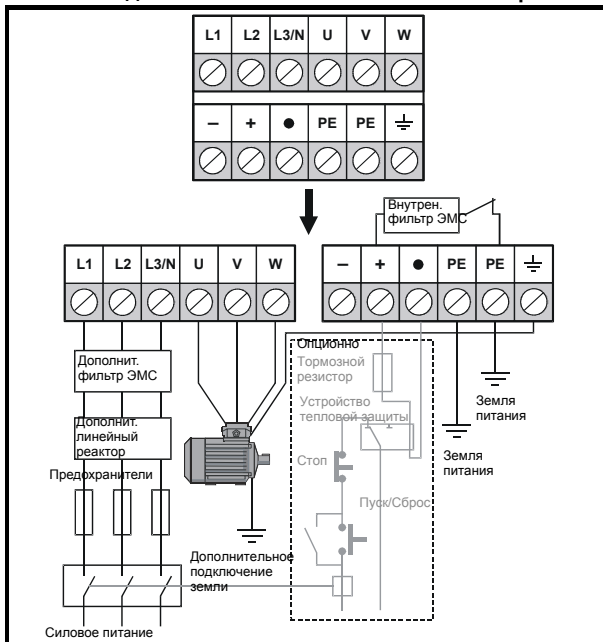 L1 L2 L3/N U V W
– + ● PE PE
Внутрен.
фильтр ЭМС
L1 L2 L3/N U V W
– + ● PE PE
Опционно
Тормозной
резистор
Устройство
тепловой защиты
Стоп
Пуск/Сброс
Дополнит.
фильтр ЭМС
Дополнит.
линейный
реактор
Предохранители
Земля
питания
Земля
питания
Дополнительное
подключение
земли
Силовое питание